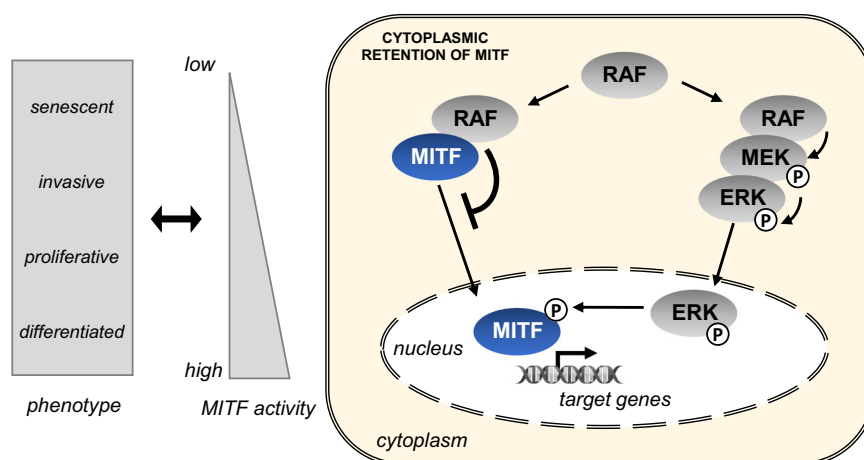 senescent
invasive
proliferative
differentiated
phenotype
low
high
MITF activity
CYTOPLASMIC
RETENTION OF MITF
RAF
RAF
MITF
RAF
MEK
P
ERK
P
MITF
P
ERK
P
nucleus
target genes
cytoplasm